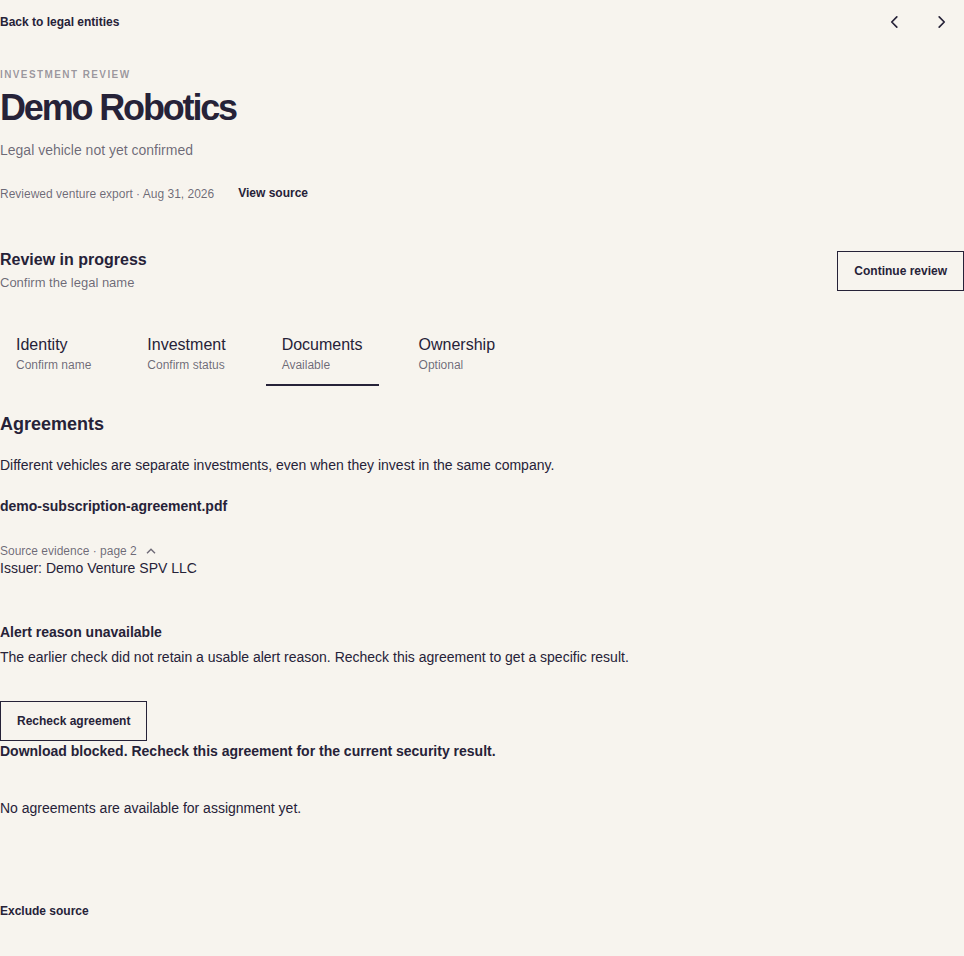 Back to legal entities
INVESTMENT REVIEW
Demo Robotics
Legal vehicle not yet confirmed
Reviewed venture export · Aug 31, 2026 View source
Review in progress
Confirm the legal name
Continue review
Identity Investment Documents Ownership
Confirm name Confirm status Available Optional
Agreements
Different vehicles are separate investments, even when they invest in the same company.
demo-subscription-agreement.pdf
Source evidence · page 2
Issuer: Demo Venture SPV LLC
Alert reason unavailable
The earlier check did not retain a usable alert reason. Recheck this agreement to get a specific result.
Recheck agreement
Download blocked. Recheck this agreement for the current security result.
No agreements are available for assignment yet.
Exclude source